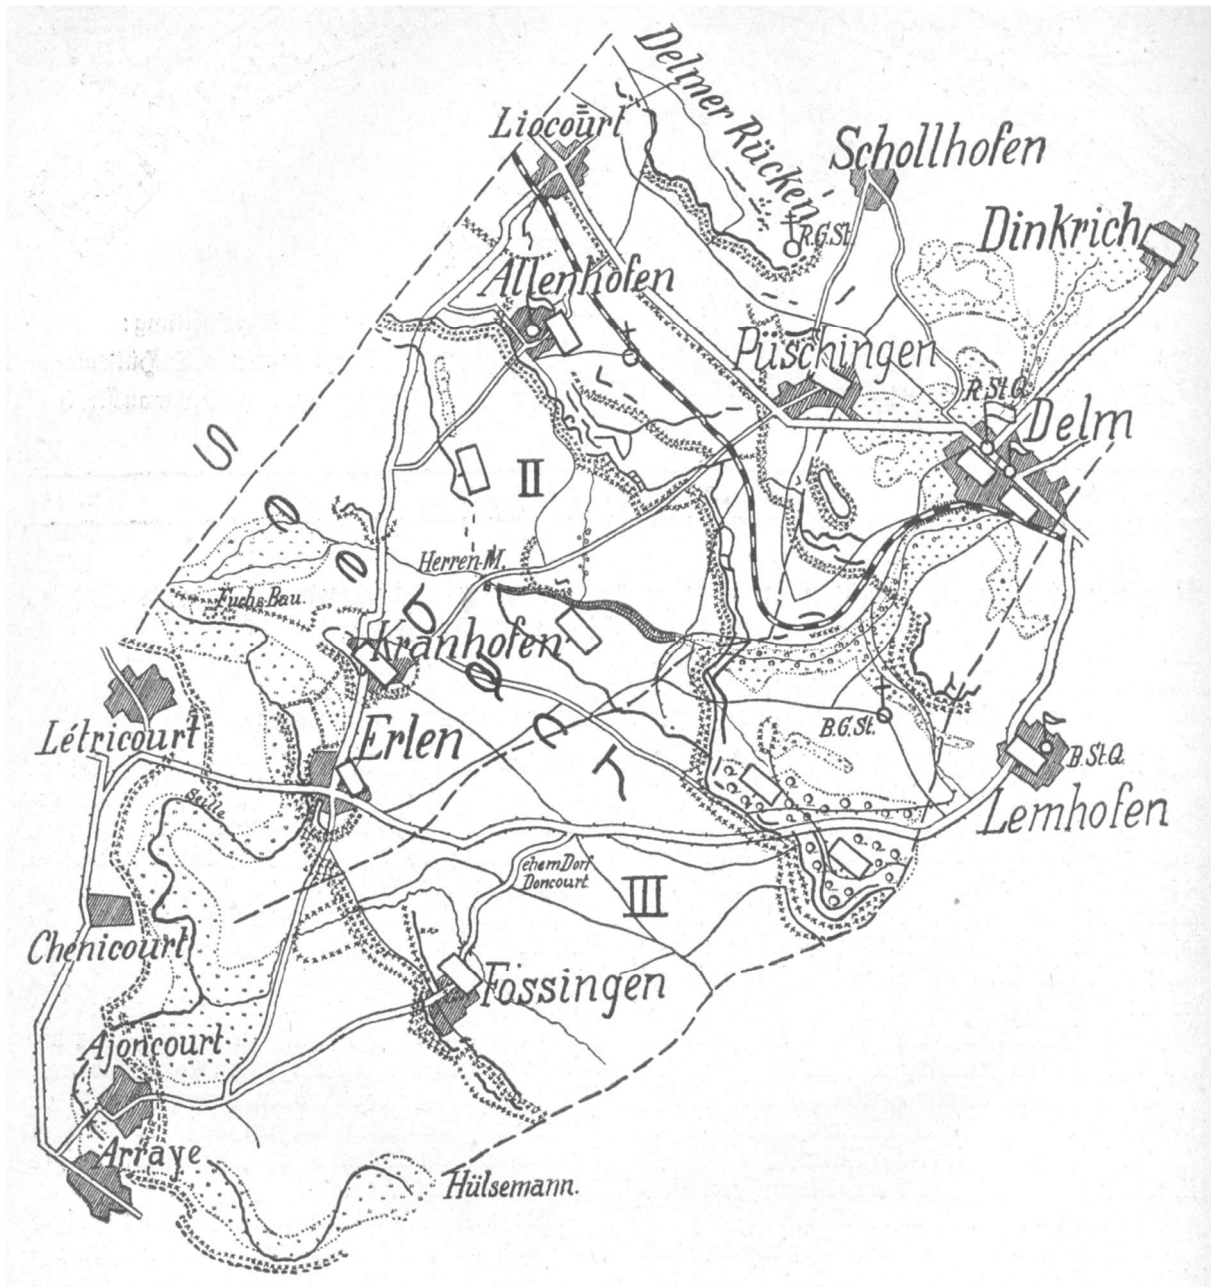 Delmer Rücken
Liocourt
Schollhofen
Dinkrich
R.G.St.
Allenhofen
Püschingen
R.St.Q.
Delm
S
II
o
o
Herren-M.
Fuchs-Bau.
b
Kranhofen
a
Létricourt
Erlen
n
T
B.G.St.
B.St.Q.
Seille
Lemhofen
ehem Dorf
Doncourt
III
Chenicourt
Fossingen
Ajoncourt
Arraye
Hülsemann.